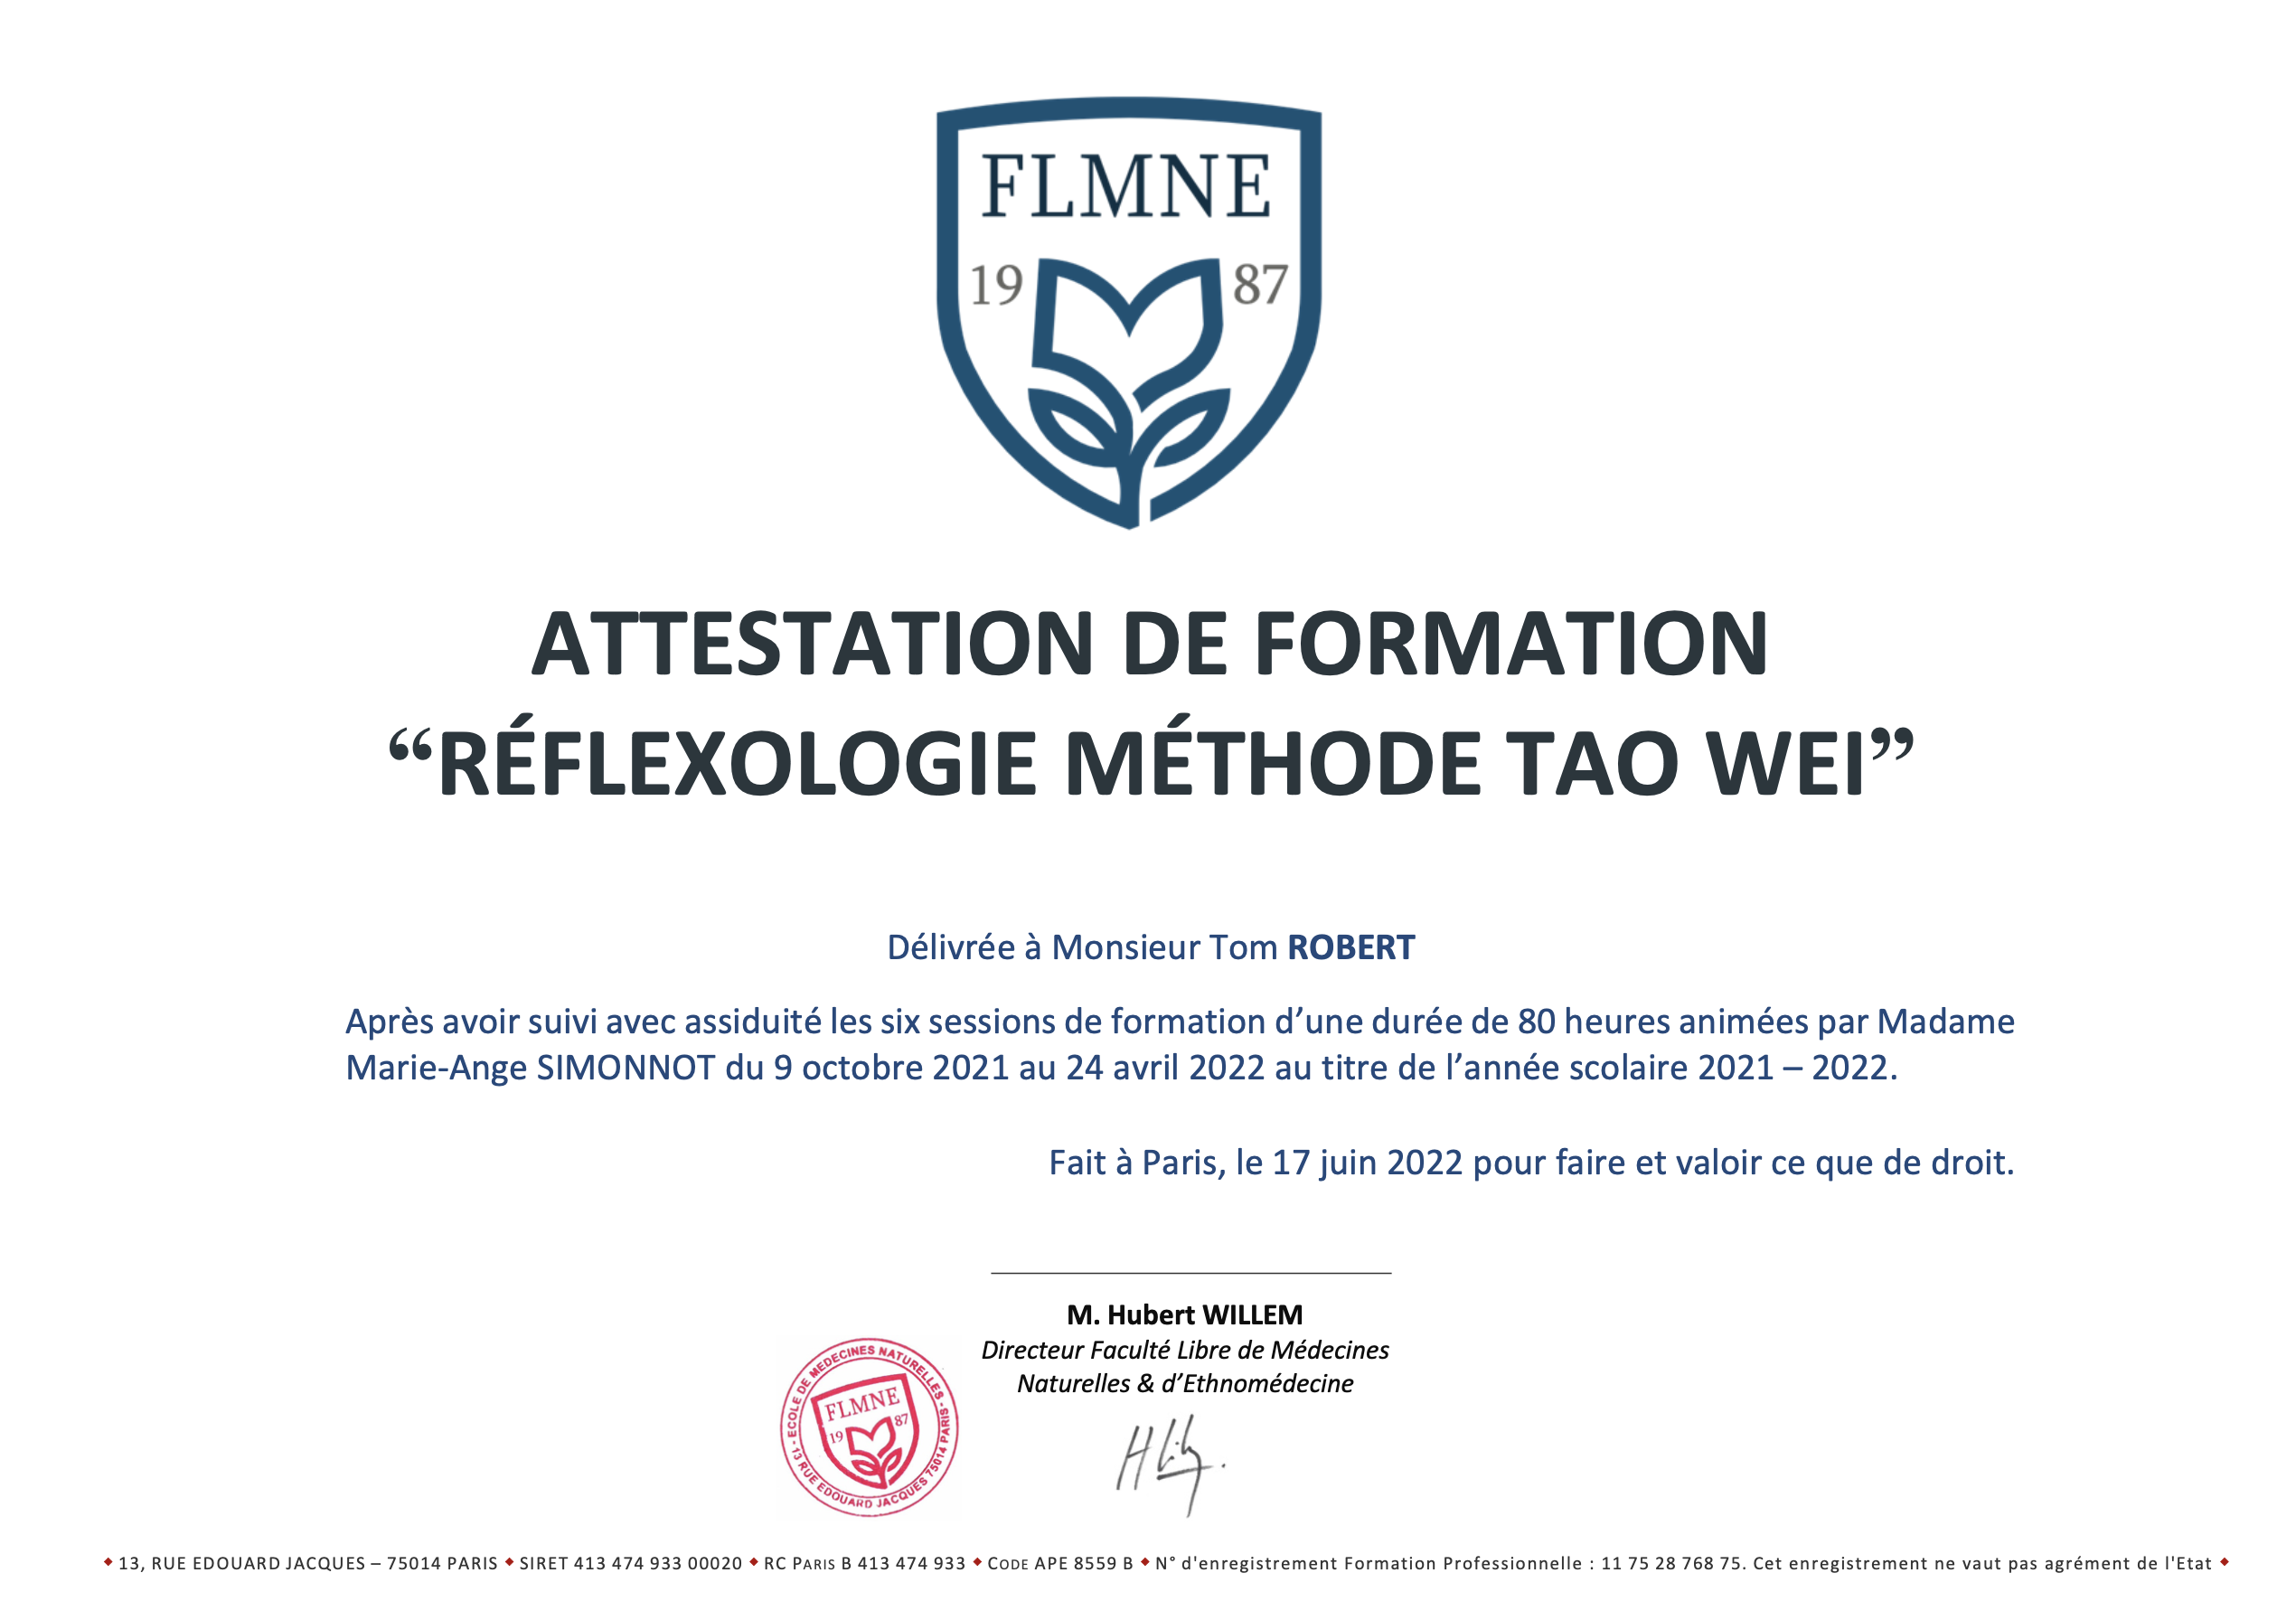 FLMNE
19 87
ATTESTATION DE FORMATION
“RÉFLEXOLOGIE MÉTHODE TAO WEI”
Délivrée à Monsieur Tom ROBERT
Après avoir suivi avec assiduité les six sessions de formation d’une durée de 80 heures animées par Madame
Marie-Ange SIMONNOT du 9 octobre 2021 au 24 avril 2022 au titre de l’année scolaire 2021 – 2022.
Fait à Paris, le 17 juin 2022 pour faire et valoir ce que de droit.
M. Hubert WILLEM
Directeur Faculté Libre de Médecines
Naturelles & d’Ethnomédecine
- ECOLE DE MEDECINES NATURELLES -
FLMNE
19 87
13 RUE EDOUARD JACQUES 75014 PARIS
◆ 13, RUE EDOUARD JACQUES – 75014 PARIS ◆ SIRET 413 474 933 00020 ◆ RC PARIS B 413 474 933 ◆ CODE APE 8559 B ◆ N° d'enregistrement Formation Professionnelle : 11 75 28 768 75. Cet enregistrement ne vaut pas agrément de l'Etat ◆